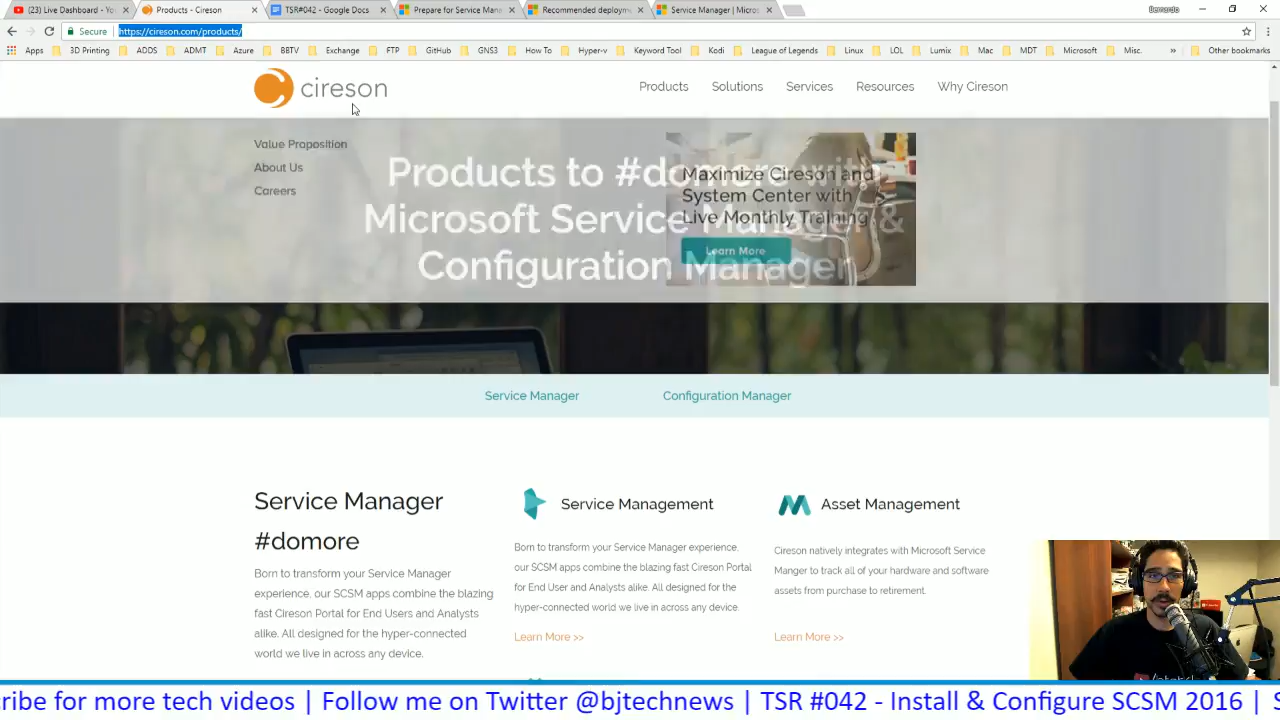 (23) Live Dashboard - Yo
Products - Cireson
TSR#042 - Google Docs
Prepare for Service Man
Recommended deploym
Service Manager | Micros
Bernardo
Secure
https://cireson.com/products/
Apps
3D Printing
ADDS
ADMT
Azure
BBTV
Exchange
FTP
GitHub
GNS3
How To
Hyper-v
Keyword Tool
Kodi
League of Legends
Linux
LOL
Lumix
Mac
MDT
Microsoft
Misc.
»
Other bookmarks
cireson
Products
Solutions
Services
Resources
Why Cireson
Value Proposition
About Us
Careers
Products to #domore with
Microsoft Service Manager &
Configuration Manager
Maximize Cireson and
System Center with
Live Monthly Training
Learn More
Service Manager
Configuration Manager
Service Manager
#domore
Born to transform your Service Manager
experience, our SCSM apps combine the blazing
fast Cireson Portal for End Users and Analysts
alike. All designed for the hyper-connected
world we live in across any device.
Service Management
Born to transform your Service Manager experience,
our SCSM apps combine the blazing fast Cireson Portal
for End User and Analysts alike. All designed for the
hyper-connected world we live in across any device.
Learn More >>
Asset Management
Cireson natively integrates with Microsoft Service
Manger to track all of your hardware and software
assets from purchase to retirement.
Learn More >>
cribe for more tech videos | Follow me on Twitter @bjtechnews | TSR #042 - Install & Configure SCSM 2016 | S